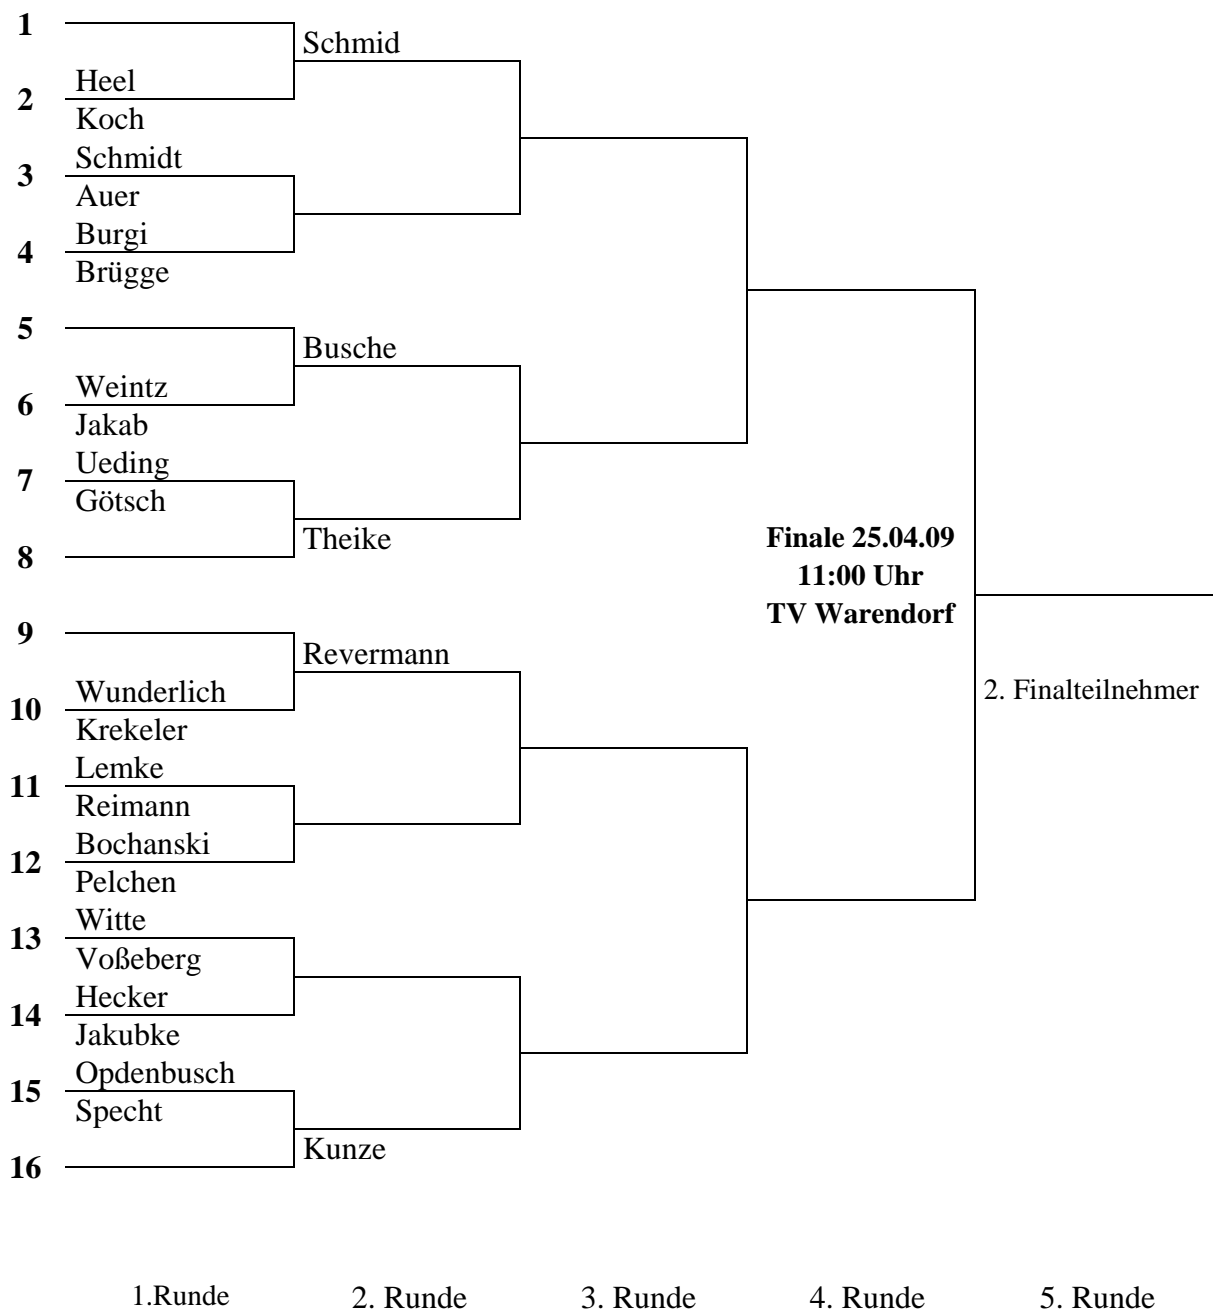 1
Schmid
Heel
2
Koch
Schmidt
3
Auer
Burgi
4
Brügge
5
Busche
Weintz
6
Jakab
Ueding
7
Götsch
Theike
8
Finale 25.04.09
11:00 Uhr
TV Warendorf
9
Revermann
Wunderlich
10
2. Finalteilnehmer
Krekeler
Lemke
11
Reimann
Bochanski
12
Pelchen
Witte
13
Voßeberg
Hecker
14
Jakubke
Opdenbusch
15
Specht
Kunze
16
1.Runde 2. Runde 3. Runde 4. Runde 5. Runde